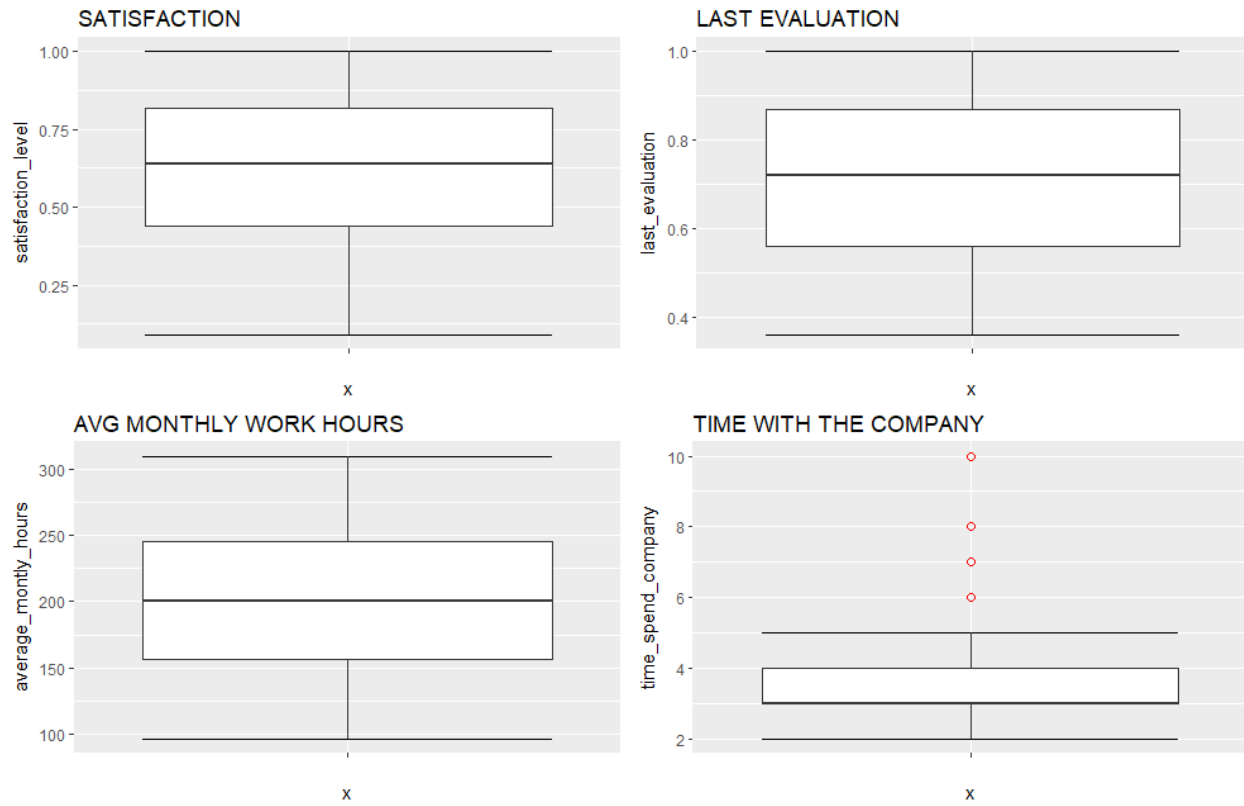 SATISFACTION
1.00
0.75
0.50
0.25
satisfaction_level
x
LAST EVALUATION
1.0
0.8
0.6
0.4
last_evaluation
x
AVG MONTHLY WORK HOURS
300
250
200
150
100
average_montly_hours
x
TIME WITH THE COMPANY
10
8
6
4
2
time_spend_company
x